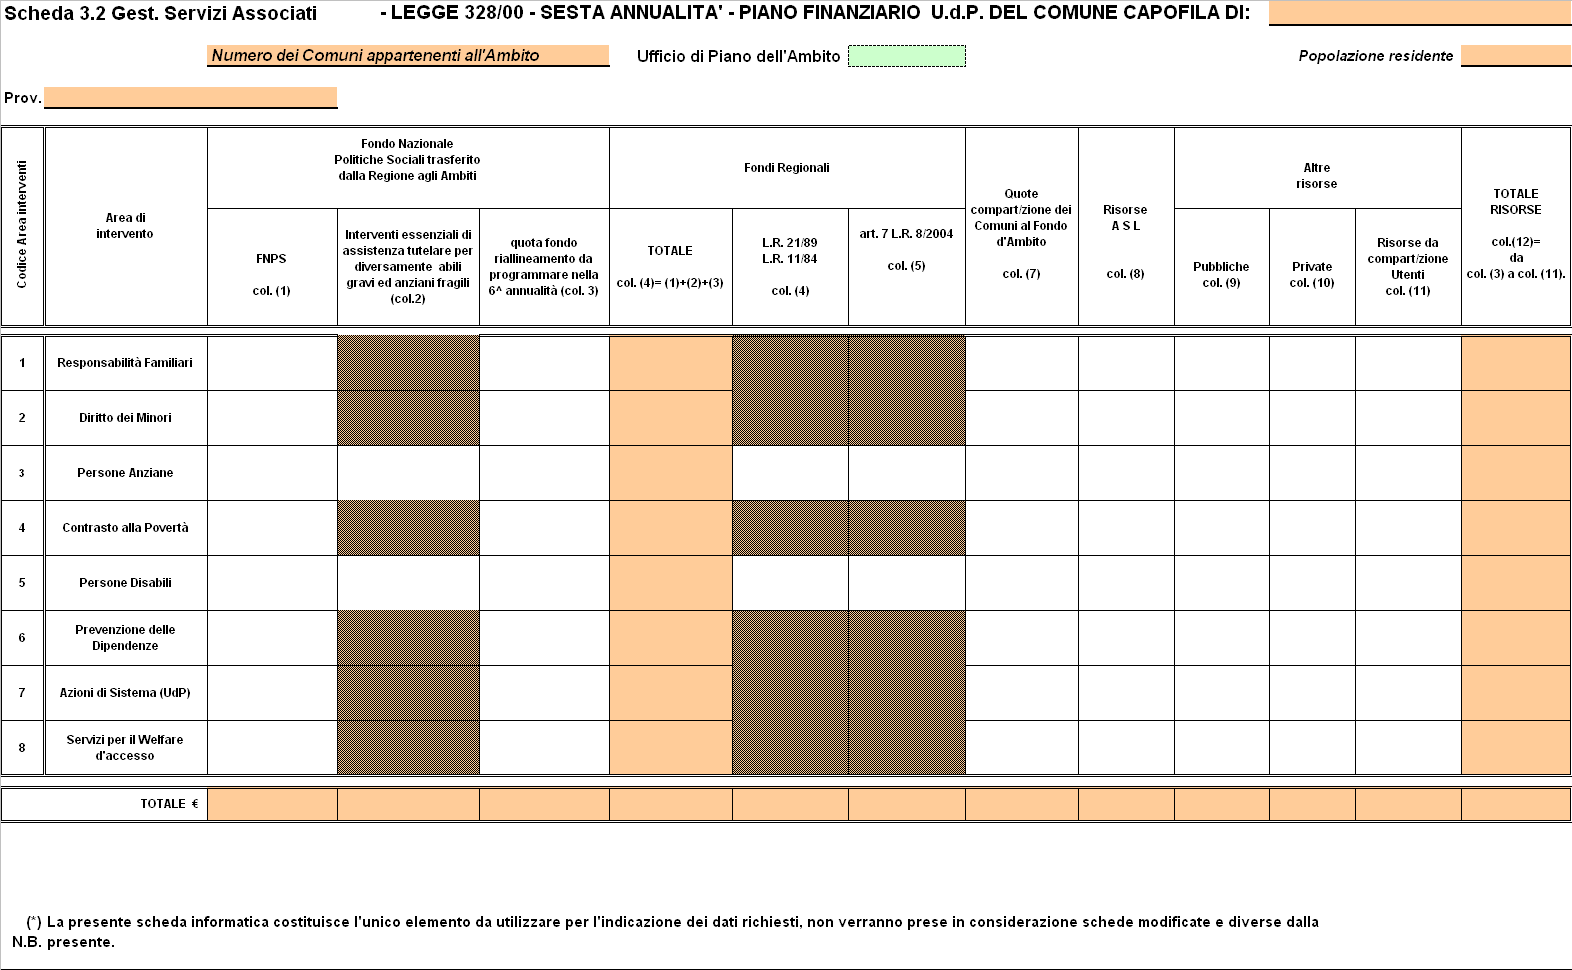 Scheda 3.2 Gest. Servizi Associati - LEGGE 328/00 - SESTA ANNUALITA' - PIANO FINANZIARIO U.d.P. DEL COMUNE CAPOFILA DI:
Numero dei Comuni appartenenti all'Ambito Ufficio di Piano dell'Ambito Popolazione residente
Prov.
Codice Area interventi
Area di
intervento
Fondo Nazionale
Politiche Sociali trasferito
dalla Regione agli Ambiti
FNPS
col. (1)
Interventi essenziali di
assistenza tutelare per
diversamente abili
gravi ed anziani fragili
(col.2)
quota fondo
riallineamento da
programmare nella
6^ annualità (col. 3)
Fondi Regionali
TOTALE
col. (4)= (1)+(2)+(3)
L.R. 21/89
L.R. 11/84
col. (4)
art. 7 L.R. 8/2004
col. (5)
Quote
compart/zione dei
Comuni al Fondo
d'Ambito
col. (7)
Risorse
A S L
col. (8)
Altre
risorse
Pubbliche
col. (9)
Private
col. (10)
Risorse da
compart/zione
Utenti
col. (11)
TOTALE
RISORSE
col.(12)=
da
col. (3) a col. (11).
1 Responsabilità Familiari
2 Diritto dei Minori
3 Persone Anziane
4 Contrasto alla Povertà
5 Persone Disabili
6 Prevenzione delle
Dipendenze
7 Azioni di Sistema (UdP)
8 Servizi per il Welfare
d'accesso
TOTALE €
(*) La presente scheda informatica costituisce l'unico elemento da utilizzare per l'indicazione dei dati richiesti, non verranno prese in considerazione schede modificate e diverse dalla
N.B. presente.